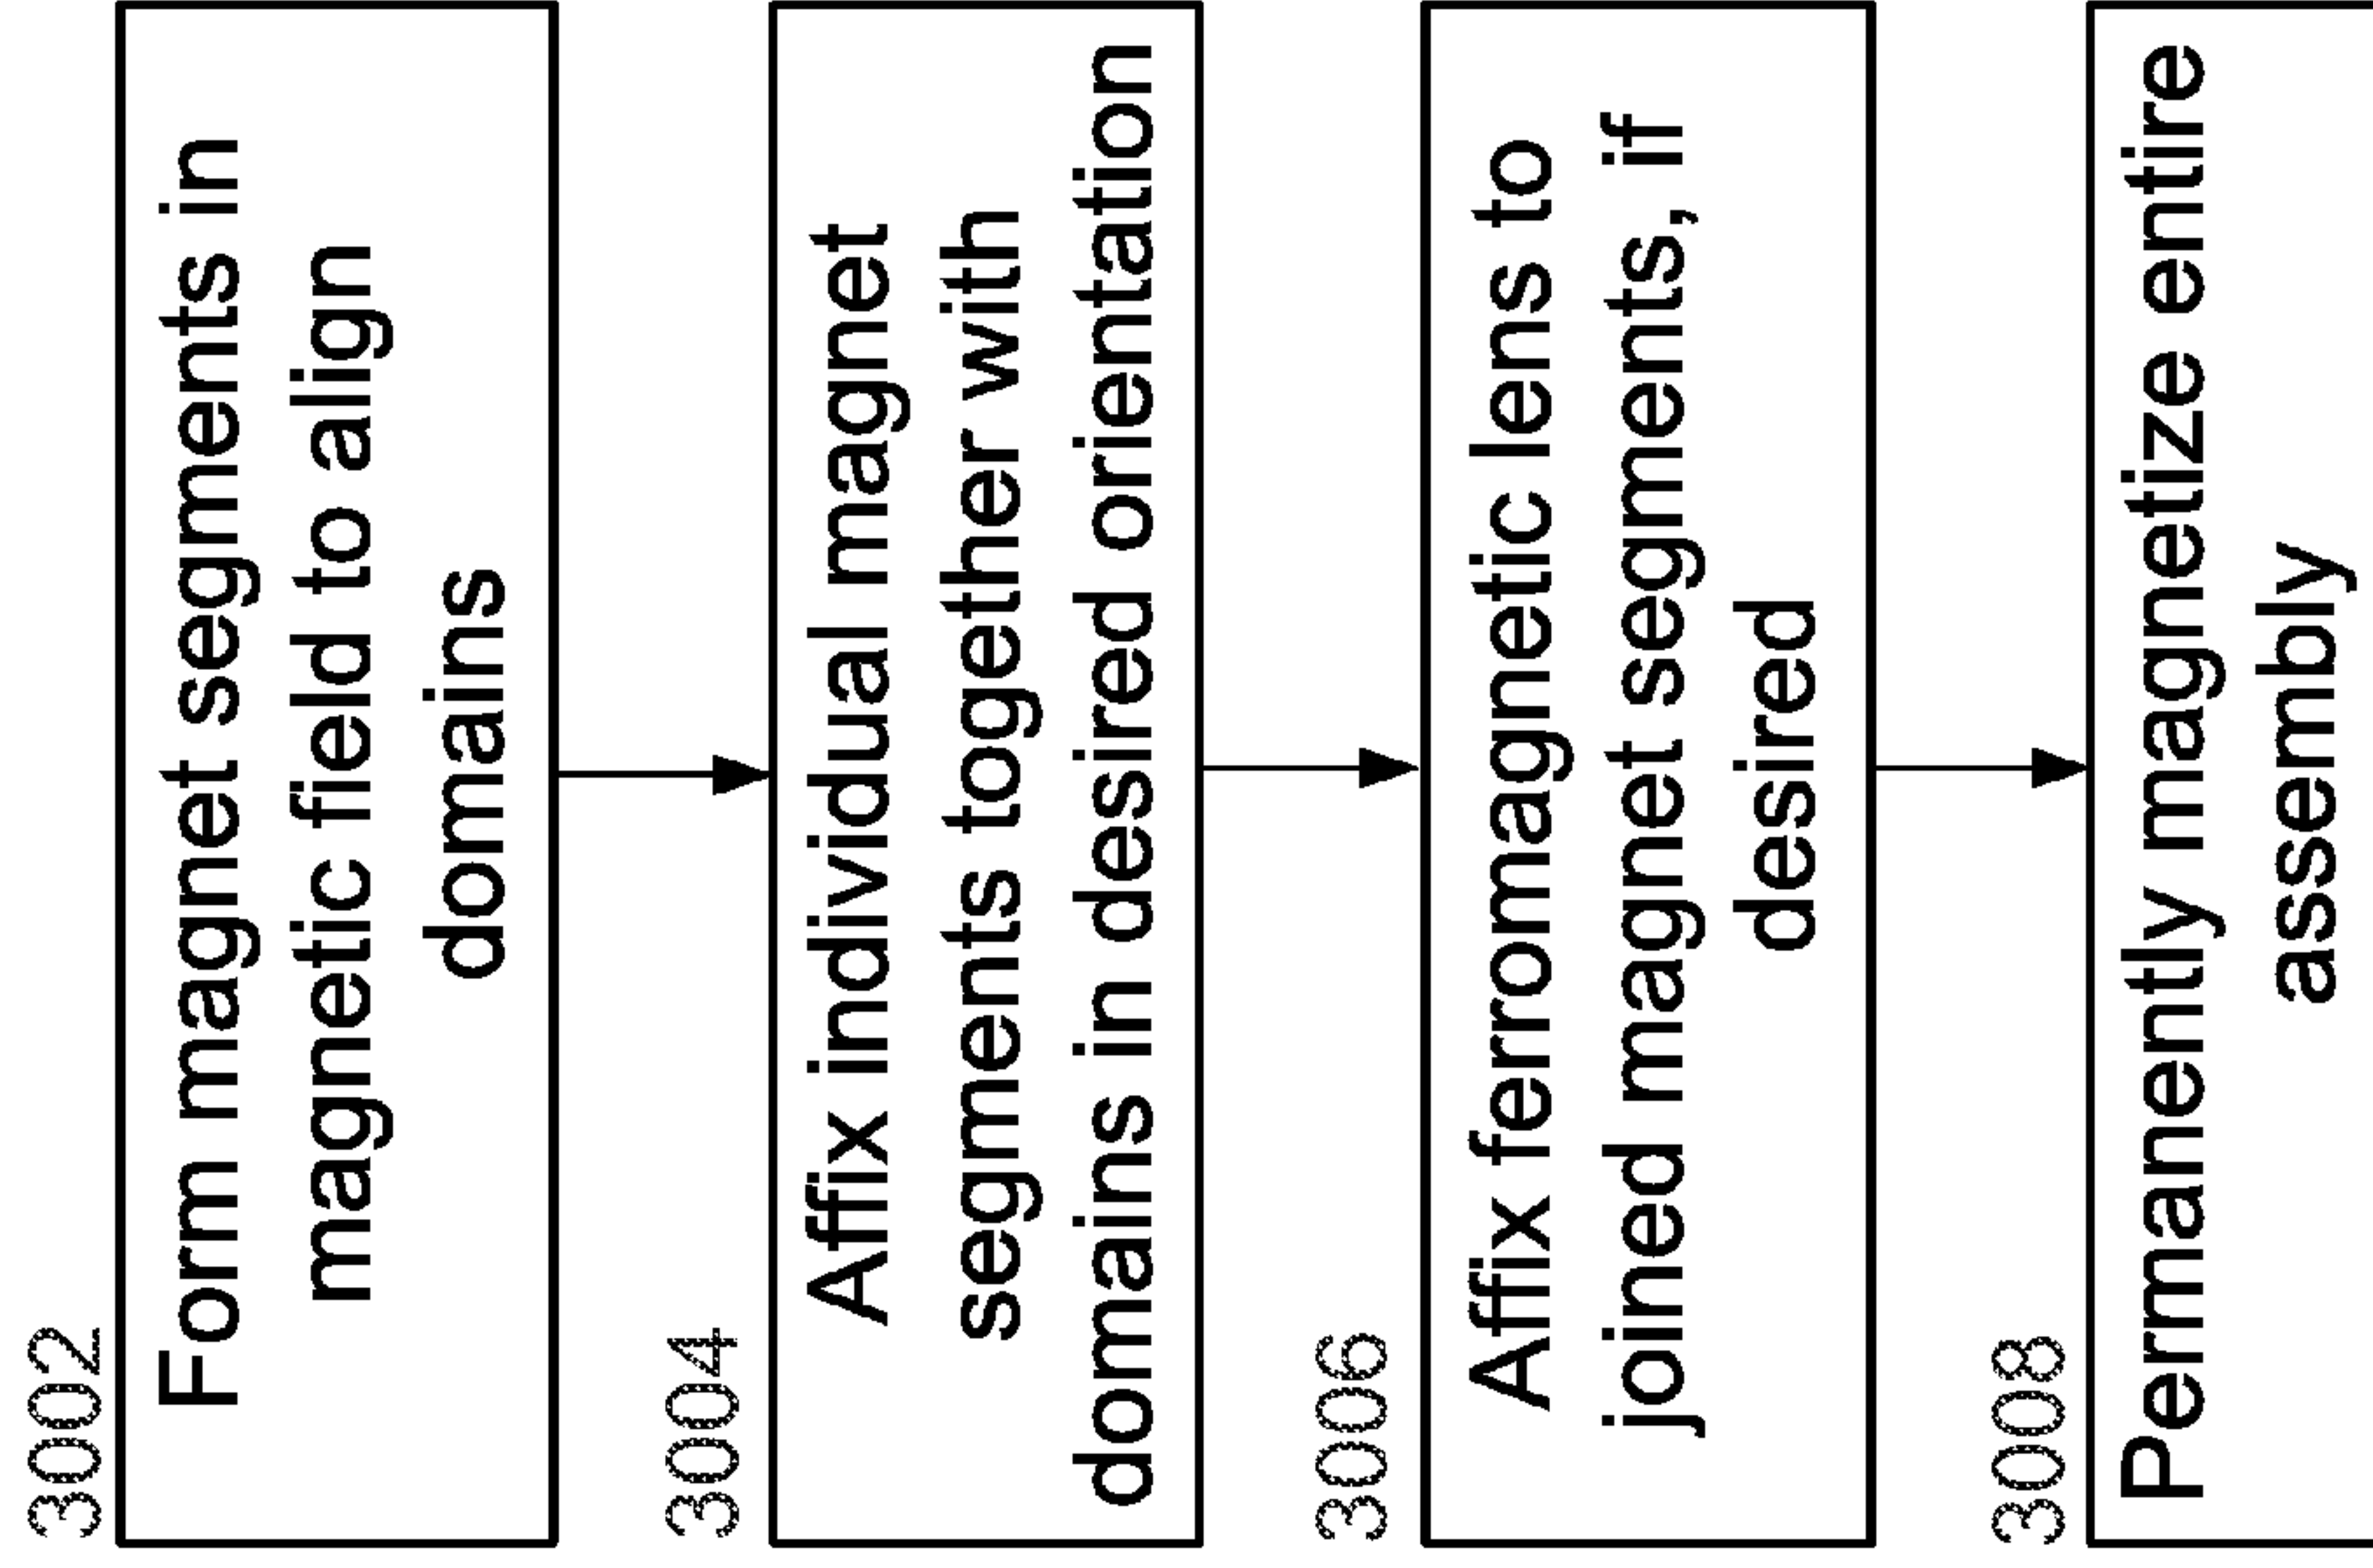 3002
Form magnet segments in
magnetic field to align
domains
3004
Affix individual magnet
segments together with
domains in desired orientation
3006
Affix ferromagnetic lens to
joined magnet segments, if
desired
3008
Permanently magnetize entire
assembly